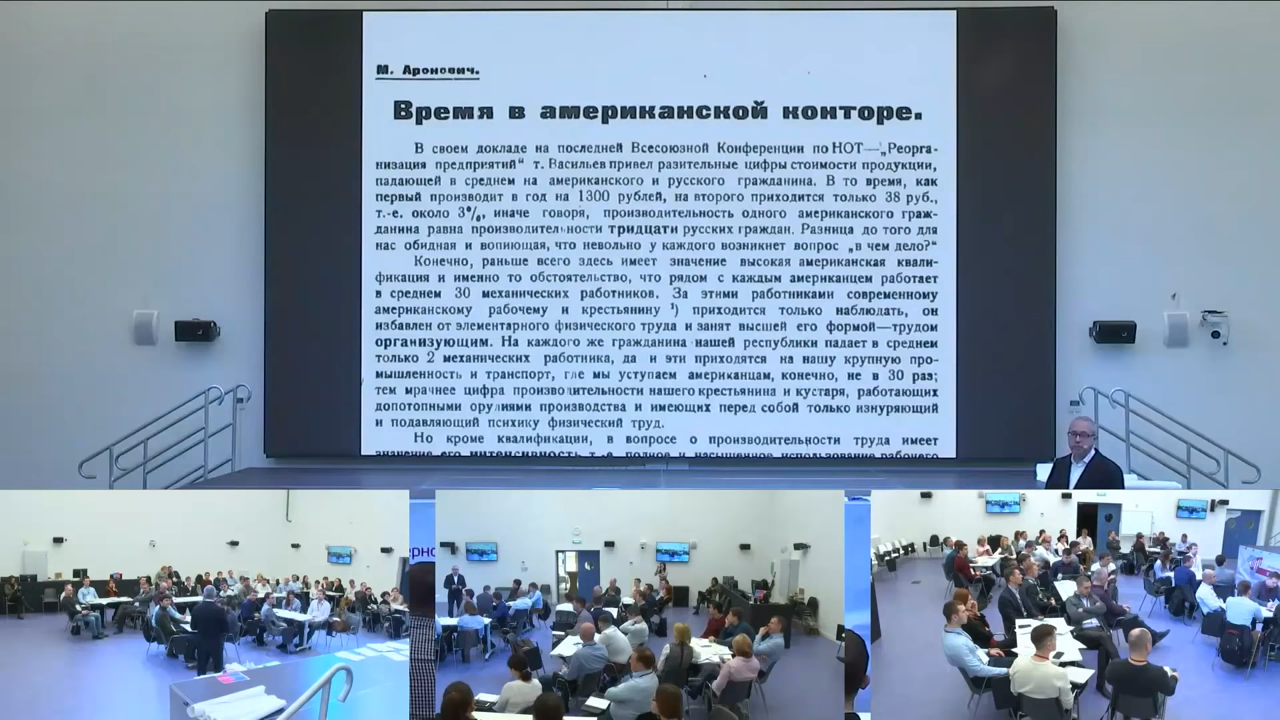 М. Аронович.
Время в американской конторе.
В своем докладе на последней Всесоюзной Конференции по НОТ—„Реорга-
низация предприятий“ т. Васильев привел разительные цифры стоимости продукции,
падающей в среднем на американского и русского гражданина. В то время, как
первый производит в год на 1300 рублей, на второго приходится только 38 руб.,
т.-е. около 3%, иначе говоря, производительность одного американского граж-
данина равна производительности тридцати русских граждан. Разница до того для
нас обидная и вопиющая, что невольно у каждого возникнет вопрос „в чем дело?“
Конечно, раньше всего здесь имеет значение высокая американская квали-
фикация и именно то обстоятельство, что рядом с каждым американцем работает
в среднем 30 механических работников. За этими работниками современному
американскому рабочему и крестьянину ¹) приходится только наблюдать, он
избавлен от элементарного физического труда и занят высшей его формой—трудом
организующим. На каждого же гражданина нашей республики падает в среднем
только 2 механических работника, да и эти приходятся на нашу крупную про-
мышленность и транспорт, где мы уступаем американцам, конечно, не в 30 раз;
тем мрачнее цифра производительности нашего крестьянина и кустаря, работающих
допотопными орудиями производства и имеющих перед собой только изнуряющий
и подавляющий психику физический труд.
Но кроме квалификации, в вопросе о производительности труда имеет
значение его интенсивность т.-е. полное и насыщенное использование рабочего
ерно